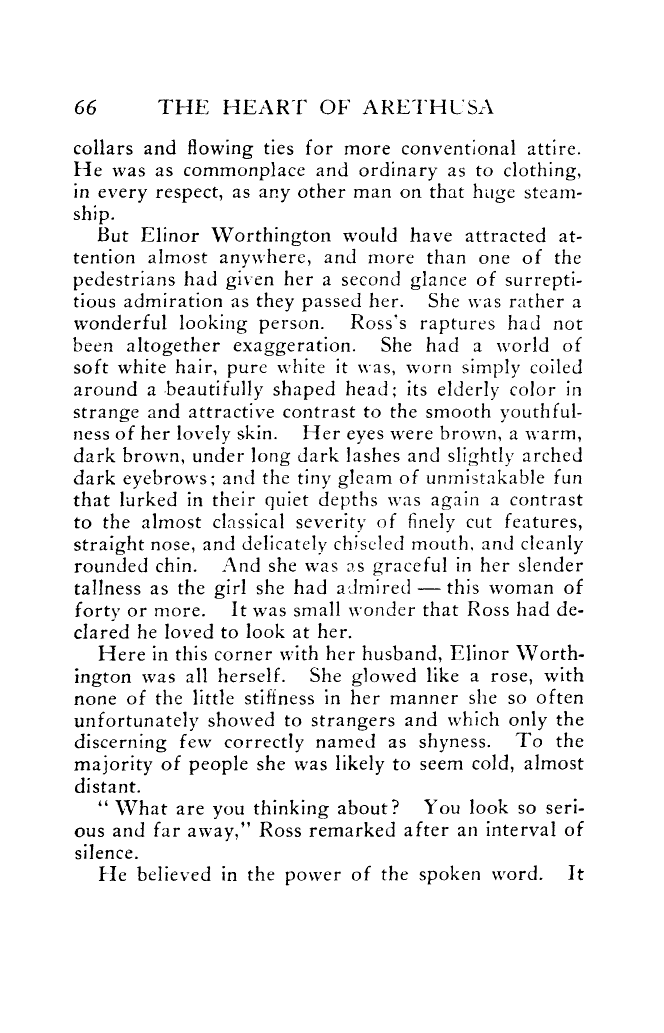 66 THE HEART OF ARETHUSA
collars and flowing ties for more conventional attire.
He was as commonplace and ordinary as to clothing,
in every respect, as any other man on that huge steam-
ship.
But Elinor Worthington would have attracted at-
tention almost anywhere, and more than one of the
pedestrians had given her a second glance of surrepti-
tious admiration as they passed her. She was rather a
wonderful looking person. Ross's raptures had not
been altogether exaggeration. She had a world of
soft white hair, pure white it was, worn simply coiled
around a beautifully shaped head; its elderly color in
strange and attractive contrast to the smooth youthful-
ness of her lovely skin. Her eyes were brown, a warm,
dark brown, under long dark lashes and slightly arched
dark eyebrows; and the tiny gleam of unmistakable fun
that lurked in their quiet depths was again a contrast
to the almost classical severity of finely cut features,
straight nose, and delicately chiseled mouth, and cleanly
rounded chin. And she was as graceful in her slender
tallness as the girl she had admired — this woman of
forty or more. It was small wonder that Ross had de-
clared he loved to look at her.
Here in this corner with her husband, Elinor Worth-
ington was all herself. She glowed like a rose, with
none of the little stiffness in her manner she so often
unfortunately showed to strangers and which only the
discerning few correctly named as shyness. To the
majority of people she was likely to seem cold, almost
distant.
"What are you thinking about? You look so seri-
ous and far away," Ross remarked after an interval of
silence.
He believed in the power of the spoken word. It